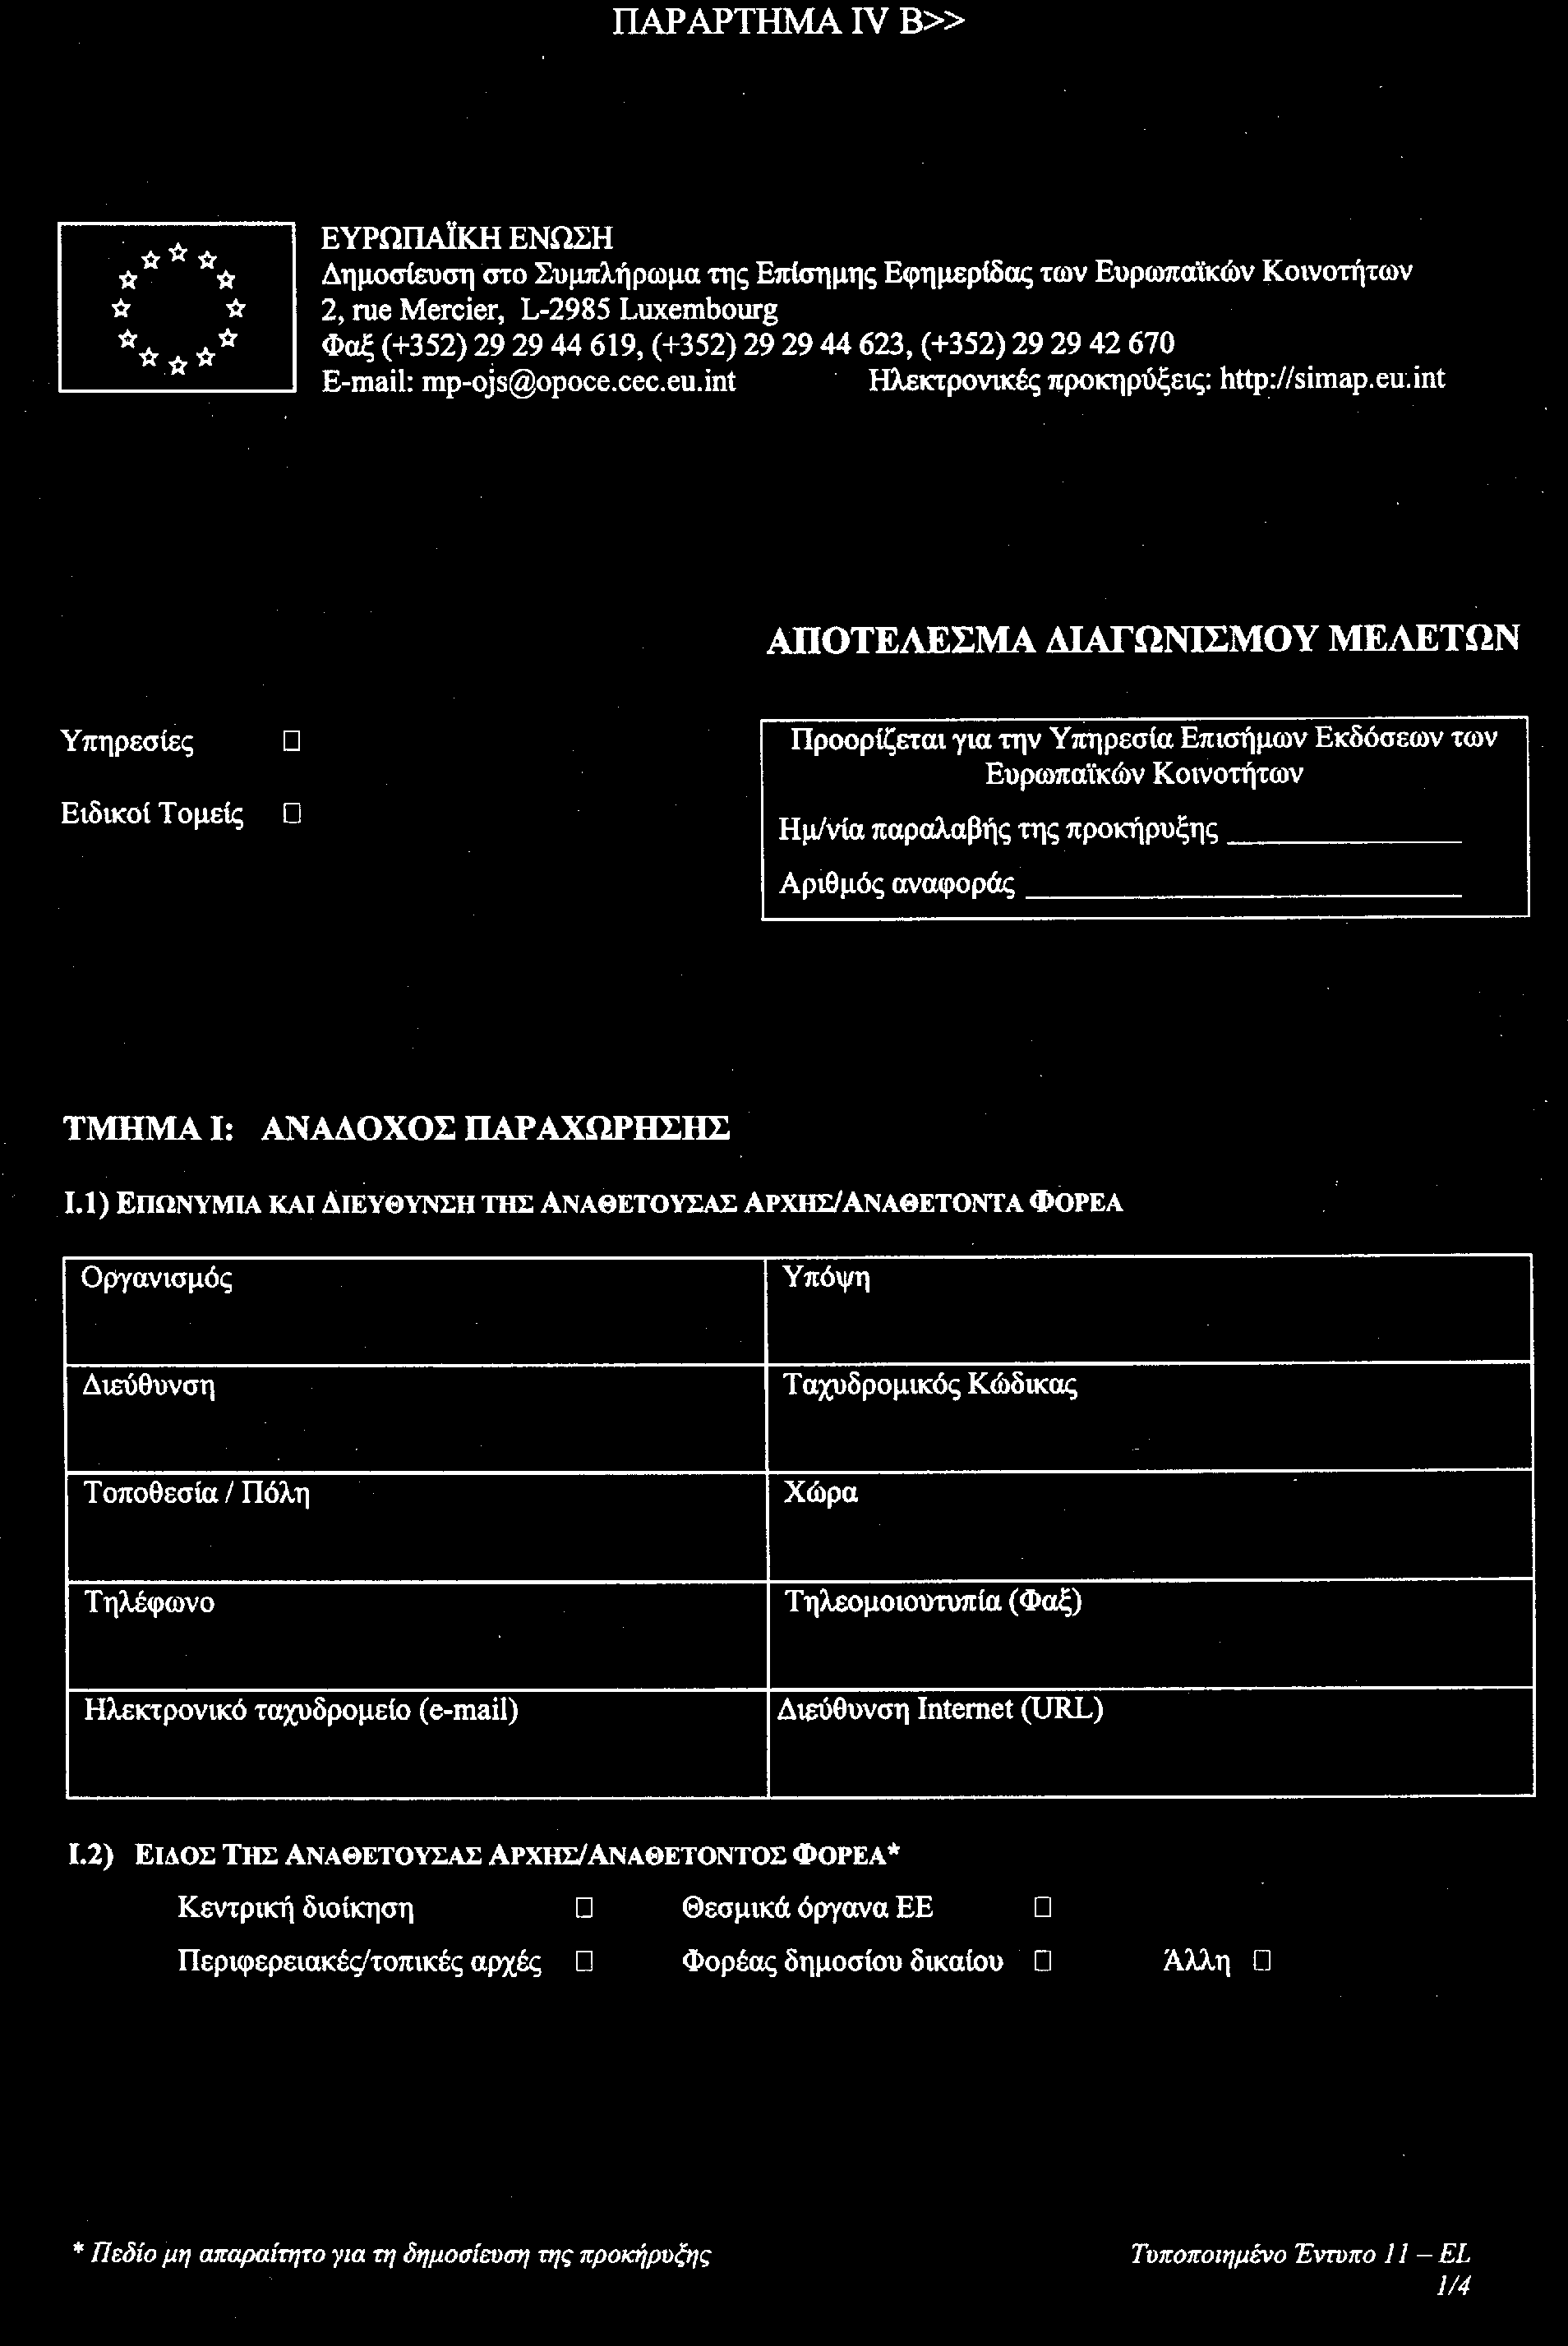 ΠΑΡΑΡΤΗΜΑ IV B>>
ΕΥΡΩΠΑΪΚΗ ΕΝΩΣΗ
Δημοσίευση στο Συμπλήρωμα της Επίσημης Εφημερίδας των Ευρωπαϊκών Κοινοτήτων
2, rue Mercier, L-2985 Luxembourg
Φαξ (+352) 29 29 44 619, (+352) 29 29 44 623, (+352) 29 29 42 670
E-mail: mp-ojs@opoce.cec.eu.int Ηλεκτρονικές προκηρύξεις: http://simap.eu.int
ΑΠΟΤΕΛΕΣΜΑ ΔΙΑΓΩΝΙΣΜΟΥ ΜΕΛΕΤΩΝ
Υπηρεσίες □
Ειδικοί Τομείς □
Προορίζεται για την Υπηρεσία Επισήμων Εκδόσεων των
Ευρωπαϊκών Κοινοτήτων
Ημ/νία παραλαβής της προκήρυξης
Αριθμός αναφοράς
ΤΜΗΜΑ Ι: ΑΝΑΔΟΧΟΣ ΠΑΡΑΧΩΡΗΣΗΣ
I.1) ΕΠΩΝΥΜΙΑ ΚΑΙ ΔΙΕΥΘΥΝΣΗ ΤΗΣ ΑΝΑΘΕΤΟΥΣΑΣ ΑΡΧΗΣ/ΑΝΑΘΕΤΟΝΤΑ ΦΟΡΕΑ
Οργανισμός Υπόψη
Διεύθυνση Ταχυδρομικός Κώδικας
Τοποθεσία / Πόλη Χώρα
Τηλέφωνο Τηλεομοιουτυπία (Φαξ)
Ηλεκτρονικό ταχυδρομείο (e-mail) Διεύθυνση Internet (URL)
I.2) ΕΙΔΟΣ ΤΗΣ ΑΝΑΘΕΤΟΥΣΑΣ ΑΡΧΗΣ/ΑΝΑΘΕΤΟΝΤΟΣ ΦΟΡΕΑ*
Κεντρική διοίκηση □ Θεσμικά όργανα ΕΕ □
Περιφερειακές/τοπικές αρχές □ Φορέας δημοσίου δικαίου □ Άλλη □
* Πεδίο μη απαραίτητο για τη δημοσίευση της προκήρυξης Τυποποιημένο Έντυπο 11 – EL
1/4